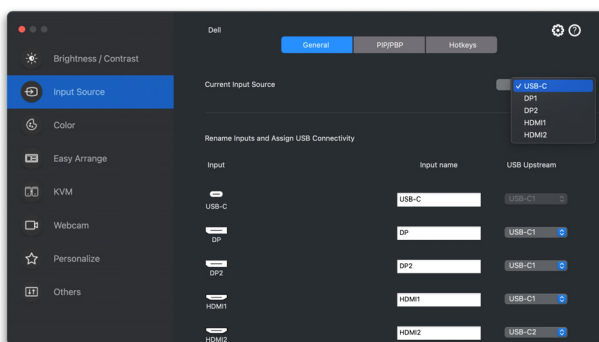 Dell
General PIP/PBP Hotkeys
Brightness / Contrast
Input Source
Color
Easy Arrange
KVM
Webcam
Personalize
Others
Current Input Source
USB-C
DP1
DP2
HDMI1
HDMI2
Rename Inputs and Assign USB Connectivity
Input Input name USB Upstream
USB-C USB-C USB-C1
DP DP USB-C1
DP2 DP2 USB-C1
HDMI1 HDMI1 USB-C1
HDMI2 HDMI2 USB-C2